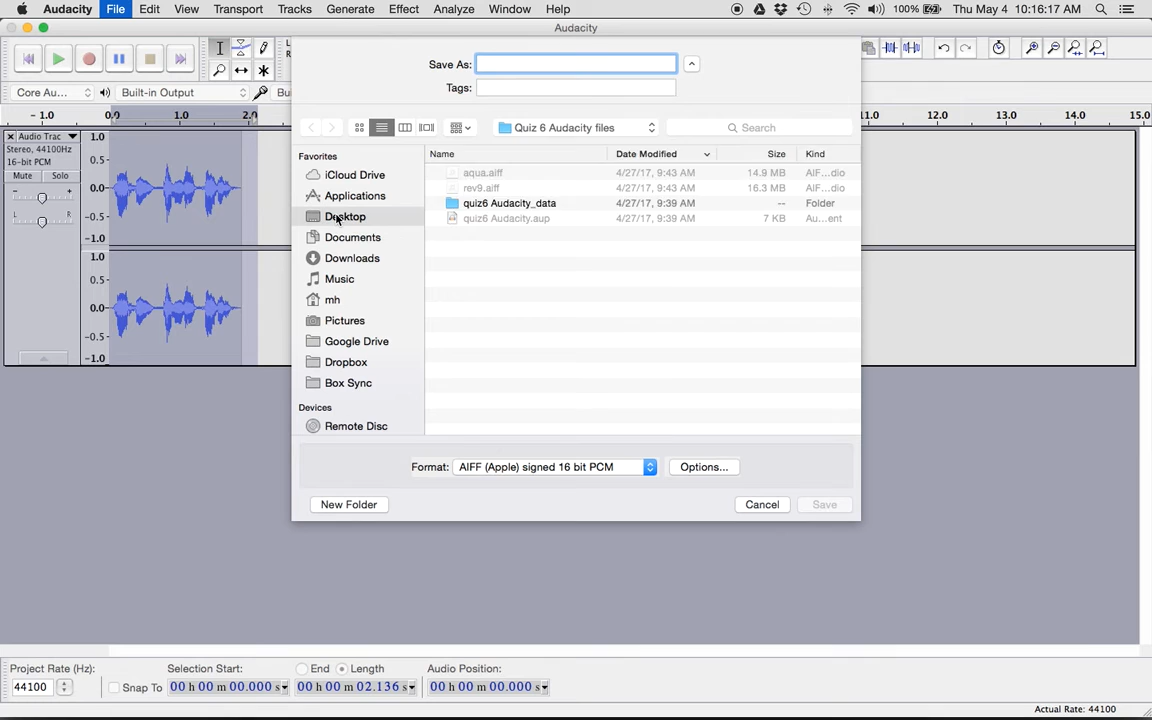 Audacity File Edit View Transport Tracks Generate Effect Analyze Window Help 100% Thu May 4 10:16:17 AM
Audacity
Save As:
Tags:
Core Au... Built-in Output
Quiz 6 Audacity files Search
- 1.0 0.0 1.0 2.0 11.0 12.0 13.0 14.0 15.0
Audio Trac
Stereo, 44100Hz
16-bit PCM
Mute Solo
- +
L R
1.0
0.5
0.0
-0.5
-1.0
1.0
0.5
0.0
-0.5
-1.0
Favorites
iCloud Drive
Applications
Desktop
Documents
Downloads
Music
mh
Pictures
Google Drive
Dropbox
Box Sync
Devices
Remote Disc
Name Date Modified Size Kind
aqua.aiff 4/27/17, 9:43 AM 14.9 MB AIF...dio
rev9.aiff 4/27/17, 9:43 AM 16.3 MB AIF...dio
quiz6 Audacity_data 4/27/17, 9:39 AM -- Folder
quiz6 Audacity.aup 4/27/17, 9:39 AM 7 KB Au...ent
Format: AIFF (Apple) signed 16 bit PCM Options...
New Folder Cancel Save
Project Rate (Hz): Selection Start: End Length Audio Position:
44100 Snap To 00 h 00 m 00.000 s 00 h 00 m 02.136 s 00 h 00 m 00.000 s
Actual Rate: 44100